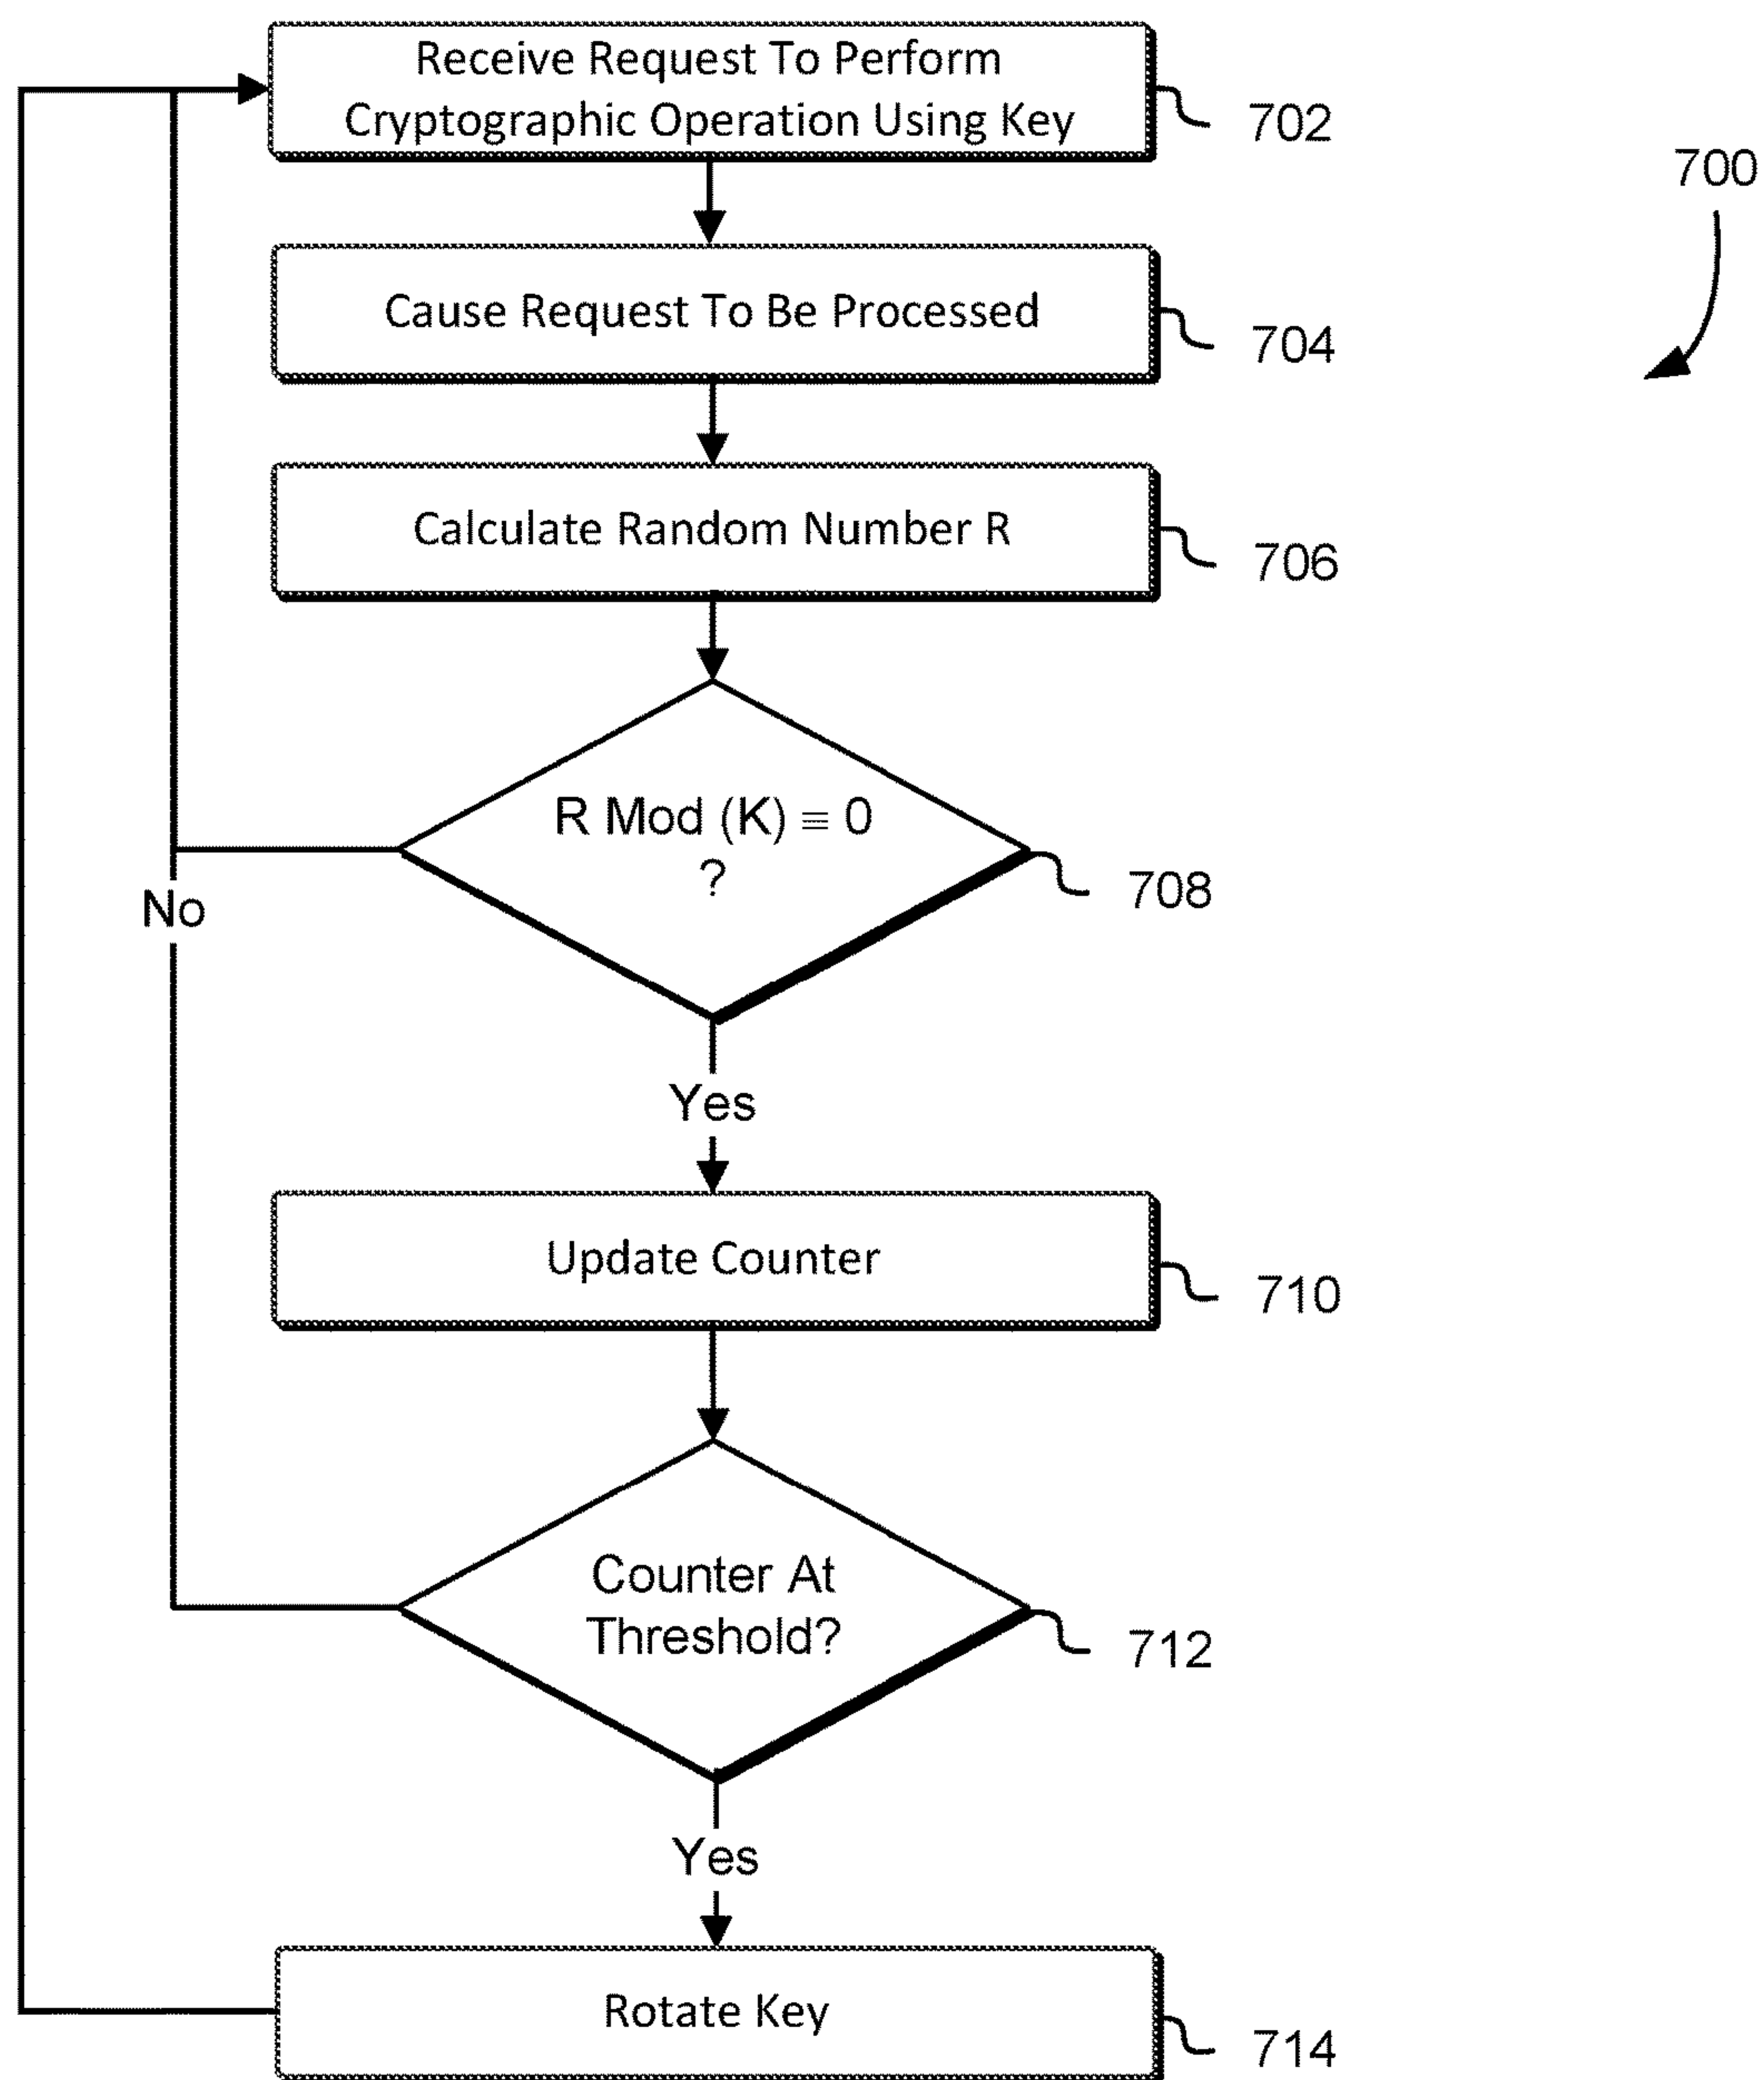 Receive Request To Perform
Cryptographic Operation Using Key
702
700
Cause Request To Be Processed
704
Calculate Random Number R
706
R Mod (K) ≡ 0
?
708
No
Yes
Update Counter
710
Counter At
Threshold?
712
Yes
Rotate Key
714